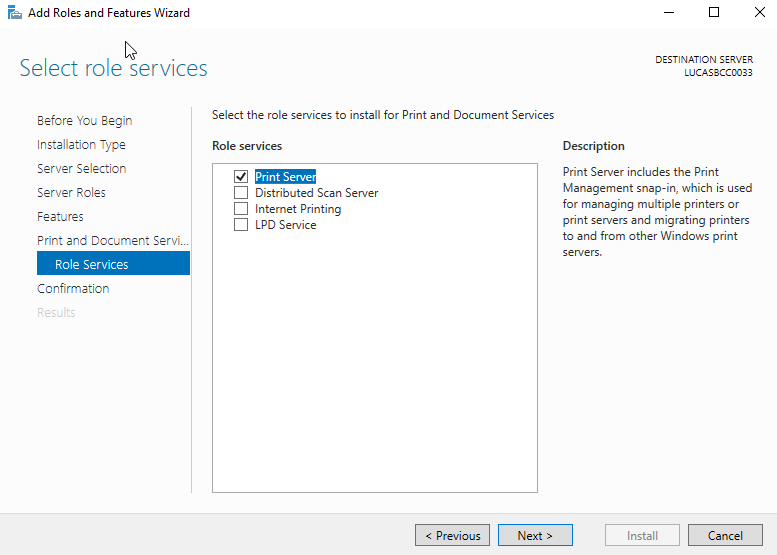 Add Roles and Features Wizard
Select role services
DESTINATION SERVER
LUCASBCC0033
Before You Begin
Installation Type
Server Selection
Server Roles
Features
Print and Document Servi...
Role Services
Confirmation
Results
Select the role services to install for Print and Document Services
Role services
Print Server
Distributed Scan Server
Internet Printing
LPD Service
Description
Print Server includes the Print
Management snap-in, which is used
for managing multiple printers or
print servers and migrating printers
to and from other Windows print
servers.
< Previous
Next >
Install
Cancel